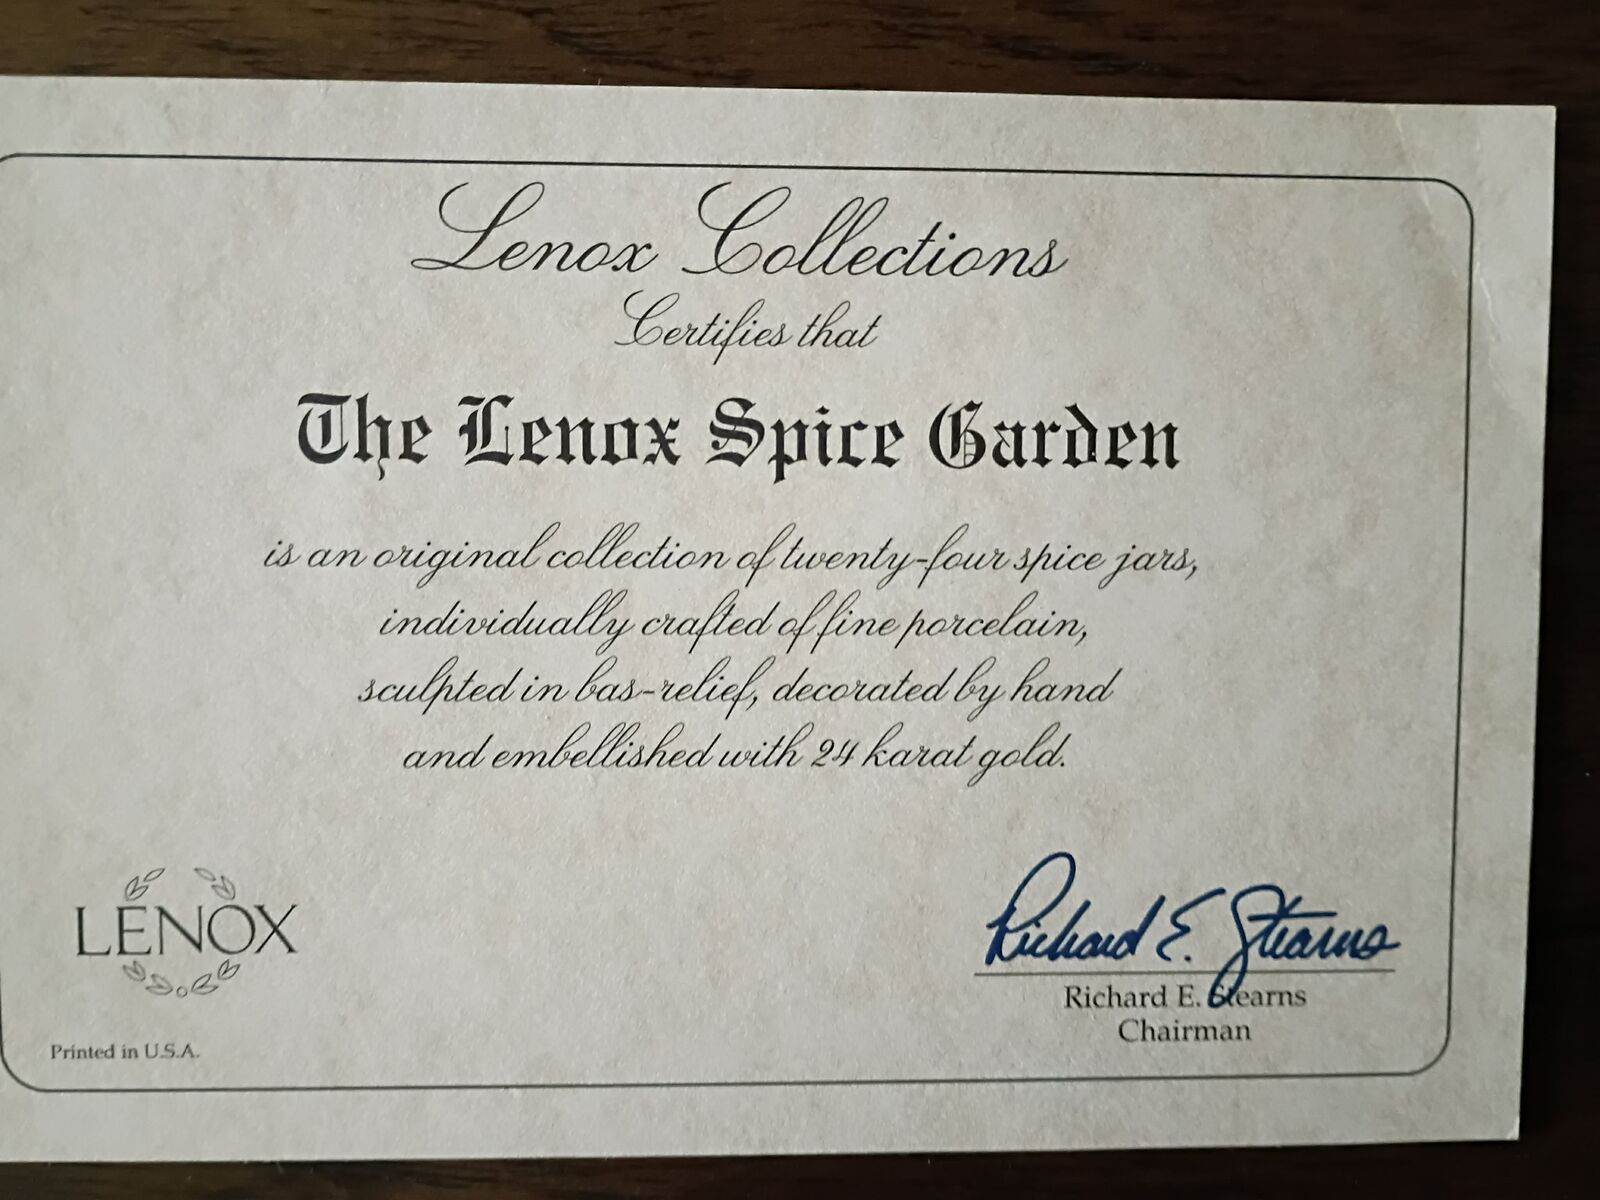 Lenox Collections
Certifies that
The Lenox Spice Garden
is an original collection of twenty-four spice jars,
individually crafted of fine porcelain,
sculpted in bas-relief, decorated by hand
and embellished with 24 karat gold.
LENOX
Printed in U.S.A.
Richard E. Stearns
Richard E. Stearns
Chairman